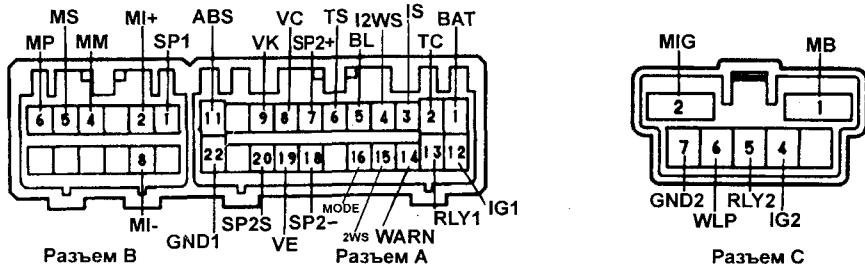 MP MS MM MI+ SP1 ABS VK VC SP2+ TS BL I2WS IS TC BAT
6 5 4 2 1 11 9 8 7 6 5 4 3 2 1
8 22 20 19 18 16 15 14 13 12
MI- GND1 SP2S VE SP2- MODE 2WS WARN RLY1 IG1
Разъем В Разъем А
MIG MB
2 1
7 6 5 4
GND2 WLP RLY2 IG2
Разъем С